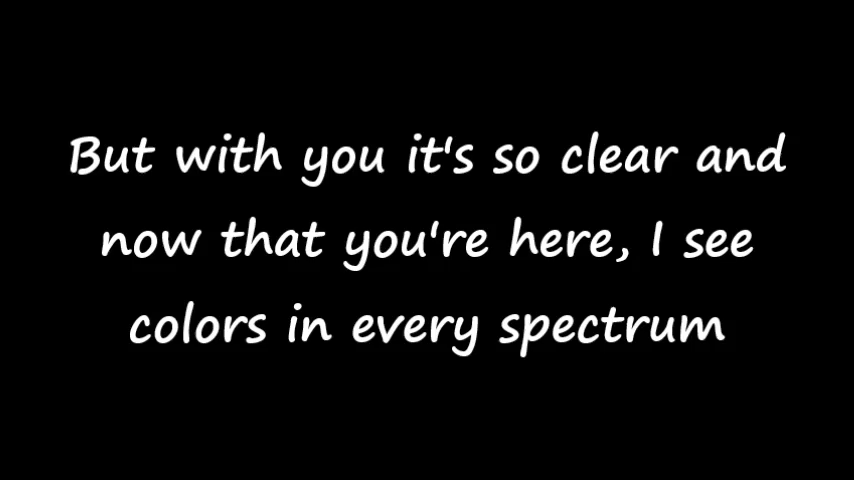 But with you it's so clear and
now that you're here, I see
colors in every spectrum